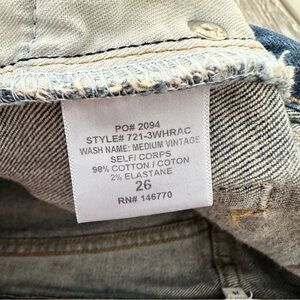 PO# 2094
STYLE# 721-3WHRAC
WASH NAME: MEDIUM VINTAGE
SELF/ CORPS
98% COTTON / COTON
2% ELASTANE
26
RN# 146770